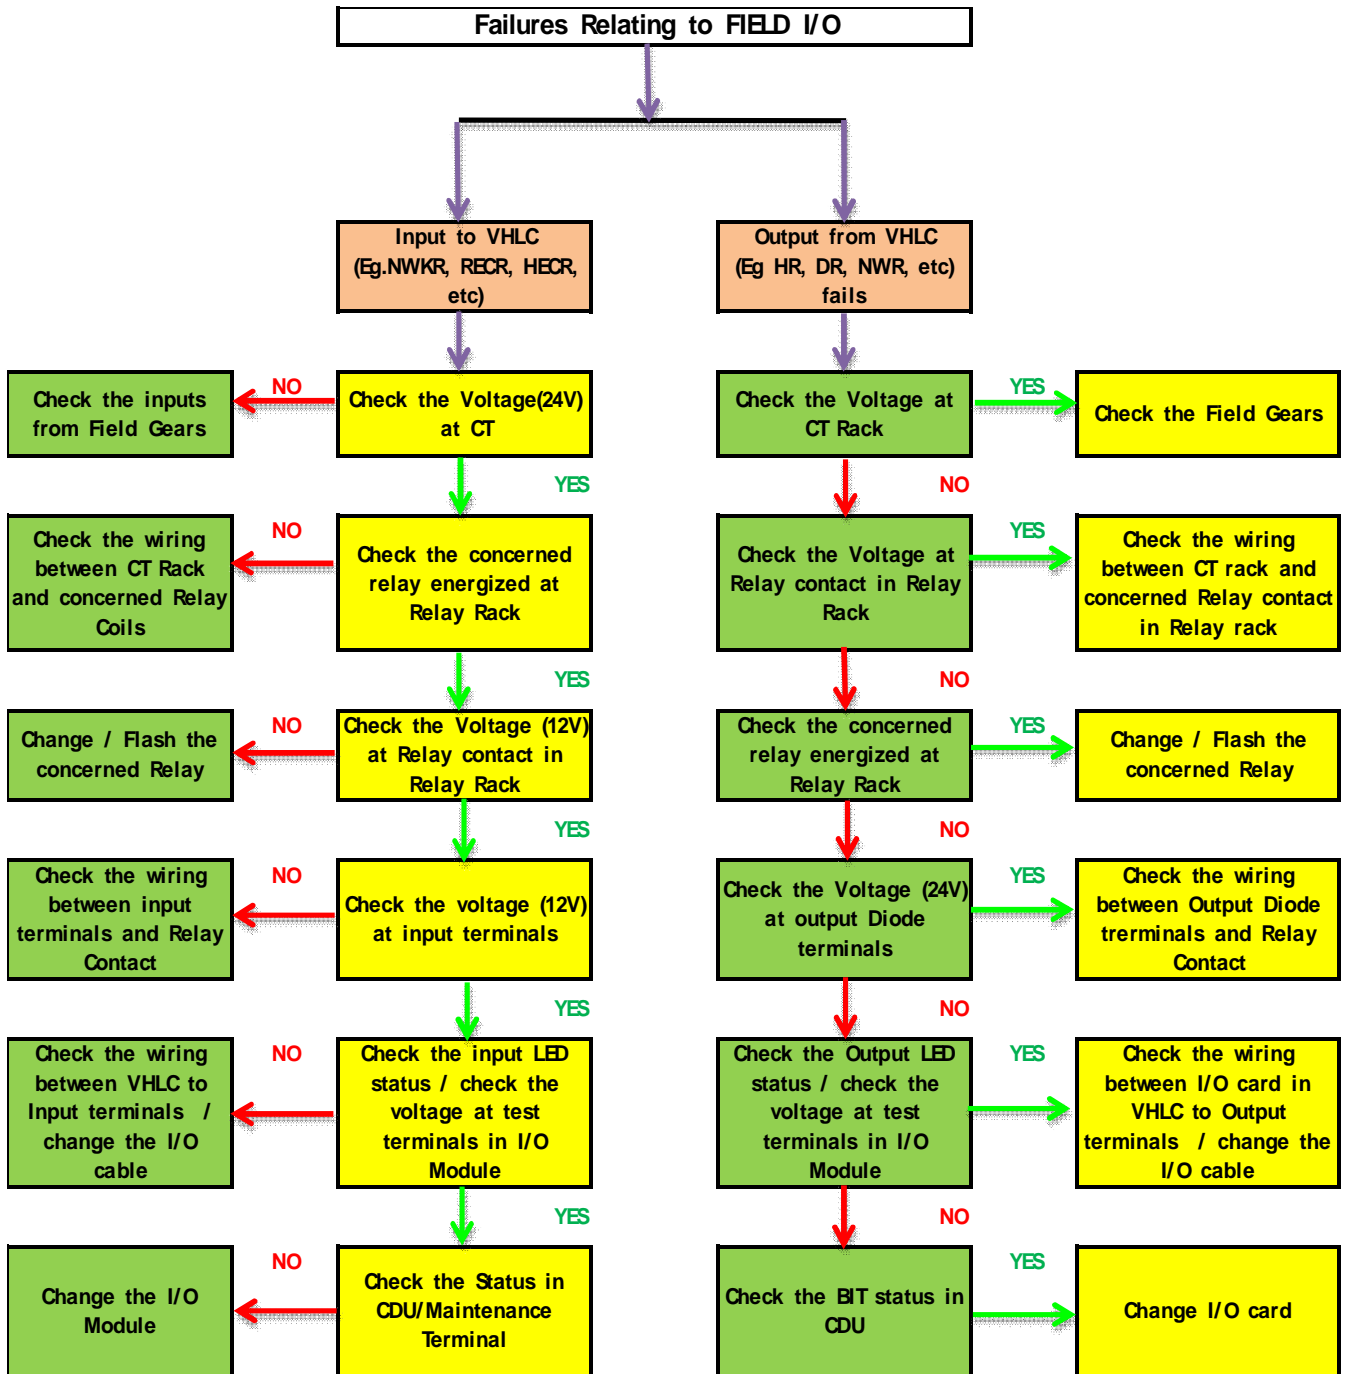 Failures Relating to FIELD I/O
Input to VHLC
(Eg.NWKR, RECR, HECR,
etc)
Output from VHLC
(Eg HR, DR, NWR, etc)
fails
Check the inputs
from Field Gears
NO
Check the Voltage(24V)
at CT
Check the Voltage at
CT Rack
YES
Check the Field Gears
YES
NO
Check the wiring
between CT Rack
and concerned Relay
Coils
NO
Check the concerned
relay energized at
Relay Rack
Check the Voltage at
Relay contact in Relay
Rack
YES
Check the wiring
between CT rack and
concerned Relay contact
in Relay rack
YES
NO
Change / Flash the
concerned Relay
NO
Check the Voltage (12V)
at Relay contact in
Relay Rack
Check the concerned
relay energized at
Relay Rack
YES
Change / Flash the
concerned Relay
YES
NO
Check the wiring
between input
terminals and Relay
Contact
NO
Check the voltage (12V)
at input terminals
Check the Voltage (24V)
at output Diode
terminals
YES
Check the wiring
between Output Diode
trerminals and Relay
Contact
YES
NO
Check the wiring
between VHLC to
Input terminals /
change the I/O
cable
NO
Check the input LED
status / check the
voltage at test
terminals in I/O
Module
Check the Output LED
status / check the
voltage at test
terminals in I/O
Module
YES
Check the wiring
between I/O card in
VHLC to Output
terminals / change the
I/O cable
YES
NO
Change the I/O
Module
NO
Check the Status in
CDU/Maintenance
Terminal
Check the BIT status in
CDU
YES
Change I/O card